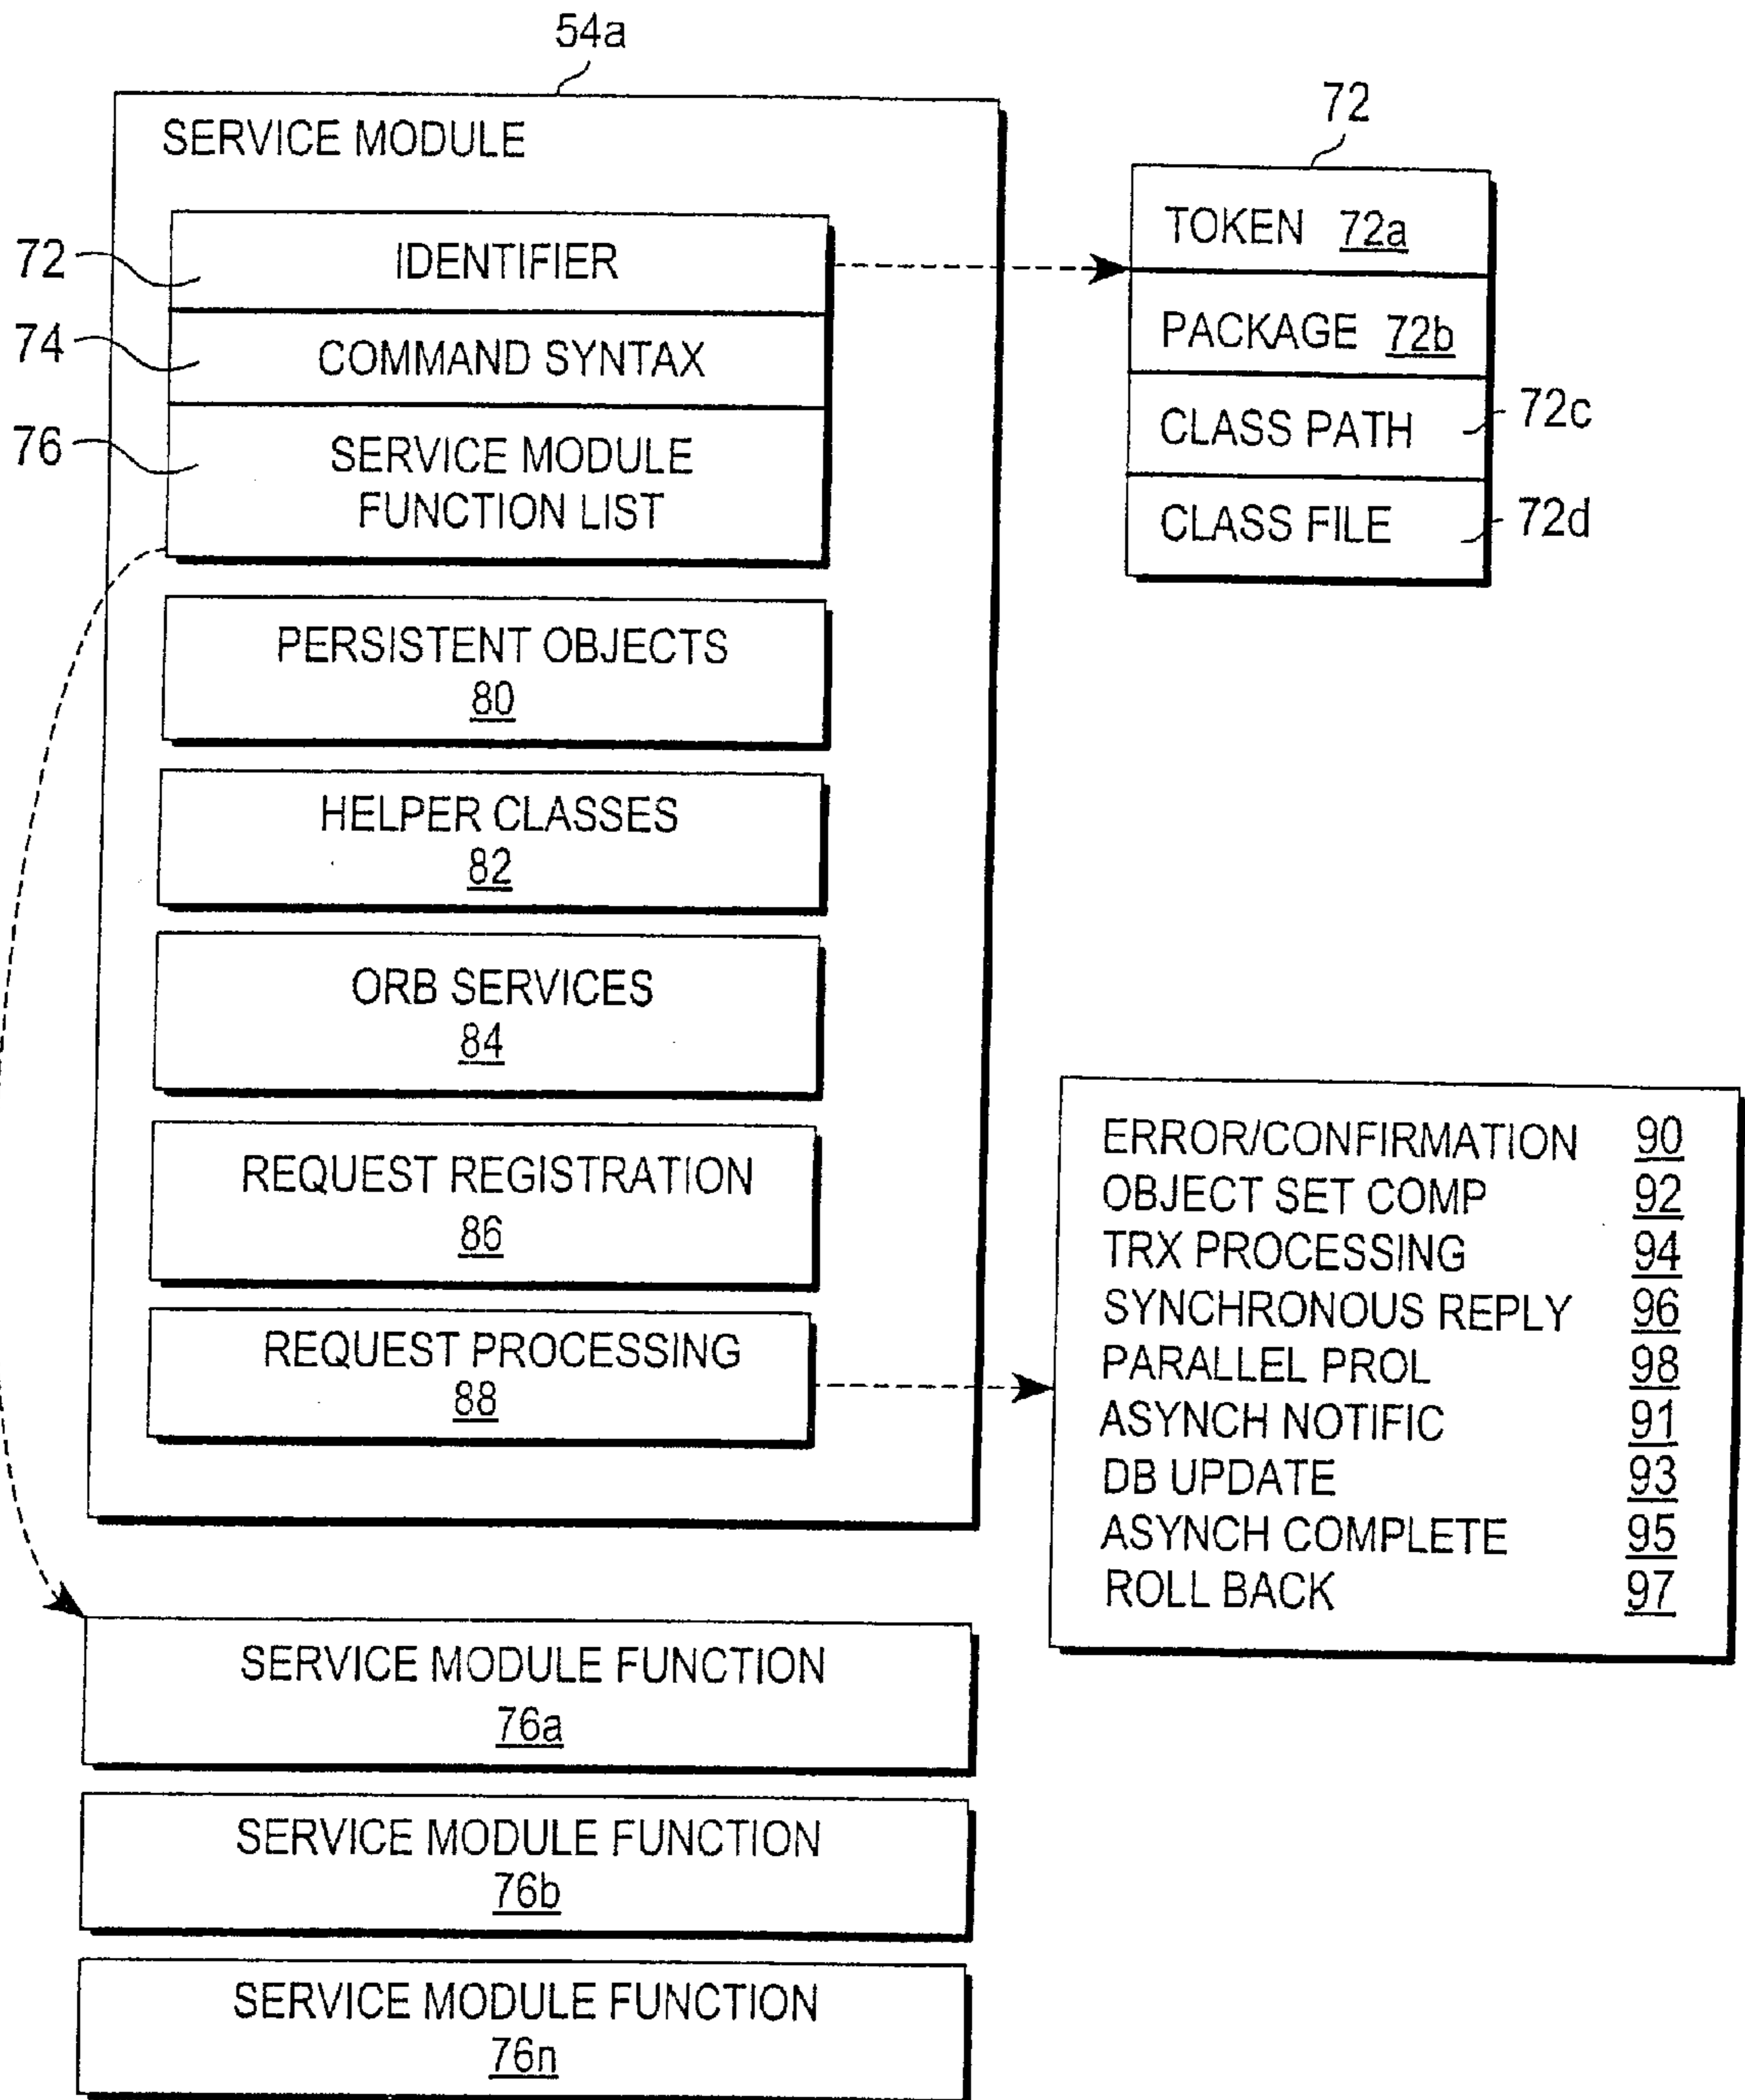 54a
SERVICE MODULE
72
IDENTIFIER
74
COMMAND SYNTAX
76
SERVICE MODULE
FUNCTION LIST
PERSISTENT OBJECTS
80
HELPER CLASSES
82
ORB SERVICES
84
REQUEST REGISTRATION
86
REQUEST PROCESSING
88
72
TOKEN 72a
PACKAGE 72b
CLASS PATH 72c
CLASS FILE 72d
ERROR/CONFIRMATION 90
OBJECT SET COMP 92
TRX PROCESSING 94
SYNCHRONOUS REPLY 96
PARALLEL PROL 98
ASYNCH NOTIFIC 91
DB UPDATE 93
ASYNCH COMPLETE 95
ROLL BACK 97
SERVICE MODULE FUNCTION
76a
SERVICE MODULE FUNCTION
76b
SERVICE MODULE FUNCTION
76n